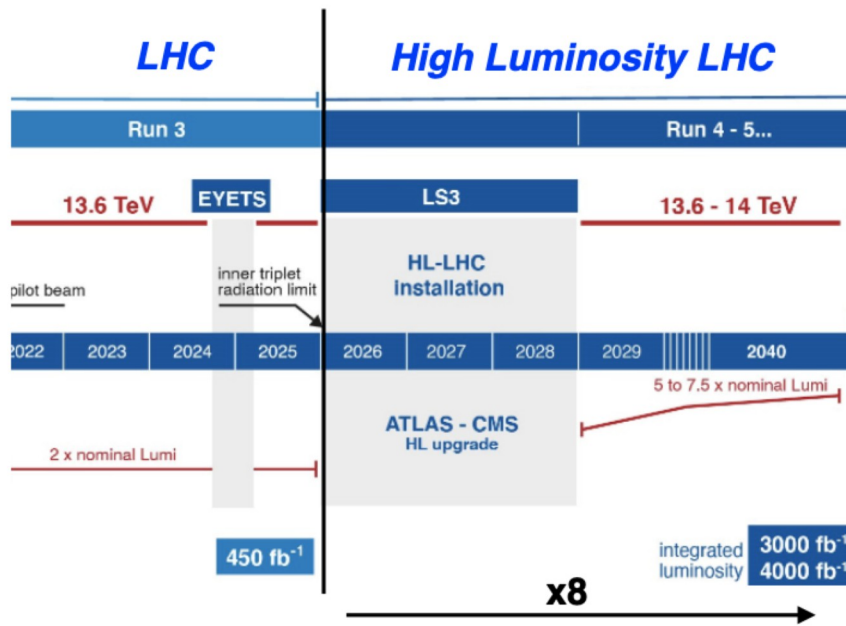 LHC
High Luminosity LHC
Run 3
Run 4 - 5...
EYETS
LS3
13.6 TeV
13.6 - 14 TeV
inner triplet
radiation limit
HL-LHC
installation
pilot beam
2022
2023
2024
2025
2026
2027
2028
2029
2040
5 to 7.5 x nominal Lumi
ATLAS - CMS
HL upgrade
2 x nominal Lumi
450 fb⁻¹
integrated
luminosity
3000 fb⁻¹
4000 fb⁻¹
x8